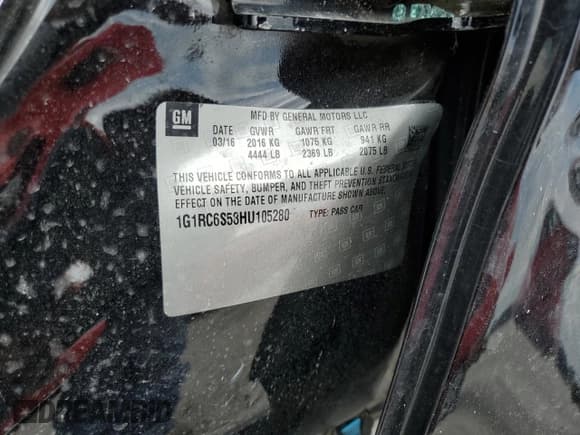 GM
MFD BY GENERAL MOTORS LLC
DATE GVWR GAWR FRT GAWR RR
03/16 2016 KG 1075 KG 941 KG
4444 LB 2369 LB 2075 LB
THIS VEHICLE CONFORMS TO ALL APPLICABLE U.S. FEDERAL
VEHICLE SAFETY, BUMPER, AND THEFT PREVENTION
EFFECT ON THE DATE OF MANUFACTURE SHOWN ABOVE.
1G1RC6S53HU105280 TYPE: PASS CAR